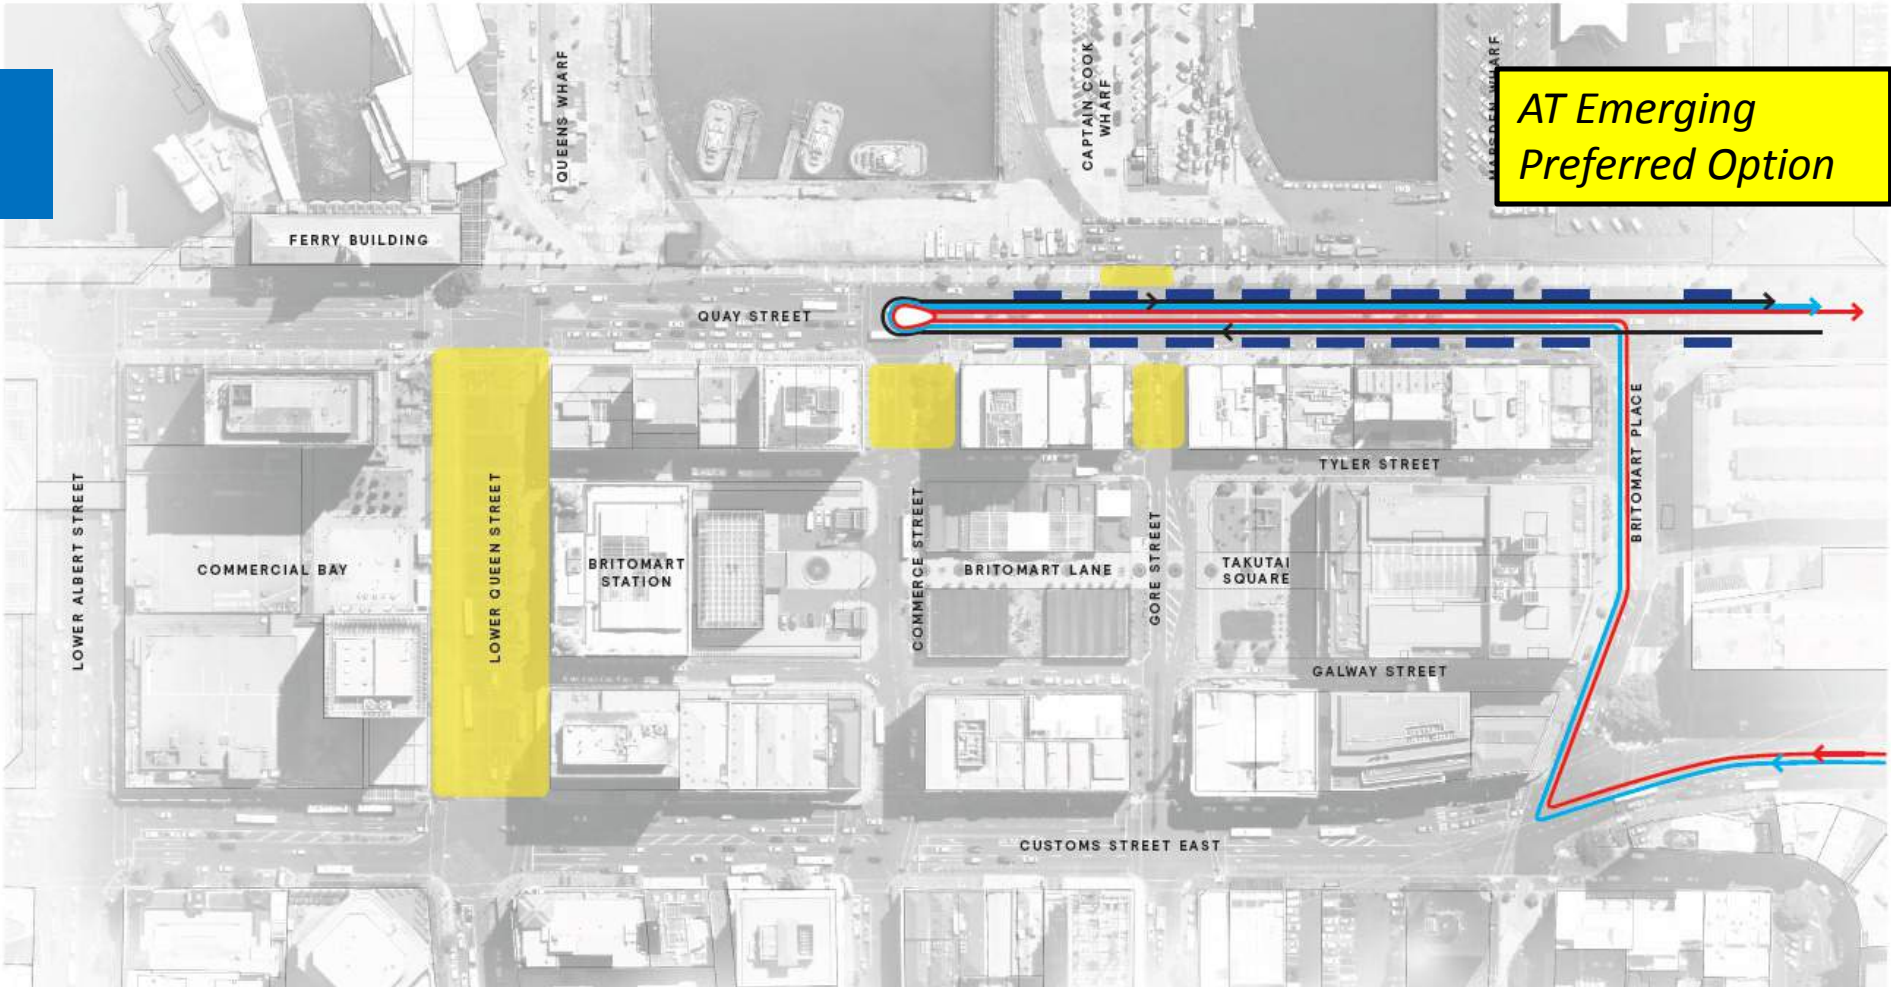 QUEENS WHARF
CAPTAIN COOK
WHARF
MARSDEN WHARF
AT Emerging
Preferred Option
FERRY BUILDING
QUAY STREET
LOWER ALBERT STREET
COMMERCIAL BAY
LOWER QUEEN STREET
BRITOMART
STATION
COMMERCE STREET
BRITOMART LANE
GORE STREET
TAKUTAI
SQUARE
TYLER STREET
BRITOMART PLACE
GALWAY STREET
CUSTOMS STREET EAST